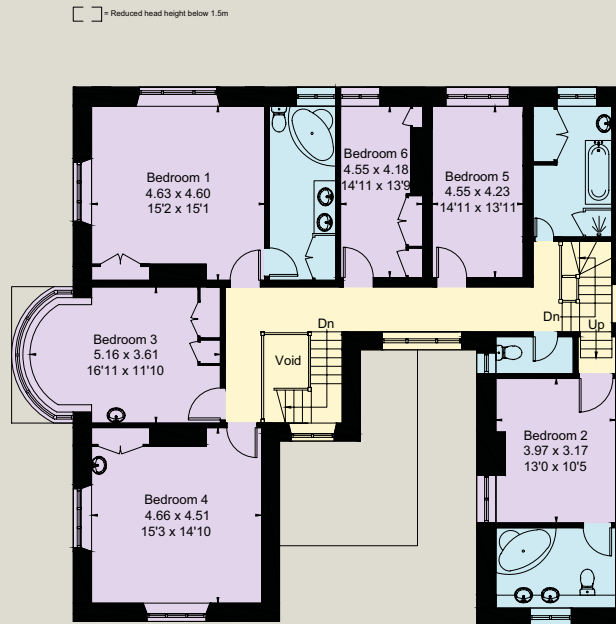 = Reduced head height below 1.5m
Bedroom 1
4.63 x 4.60
15'2 x 15'1
Bedroom 6
4.55 x 4.18
14'11 x 13'9
Bedroom 5
4.55 x 4.23
14'11 x 13'11
Bedroom 3
5.16 x 3.61
16'11 x 11'10
Dn
Void
Dn
Up
Bedroom 2
3.97 x 3.17
13'0 x 10'5
Bedroom 4
4.66 x 4.51
15'3 x 14'10